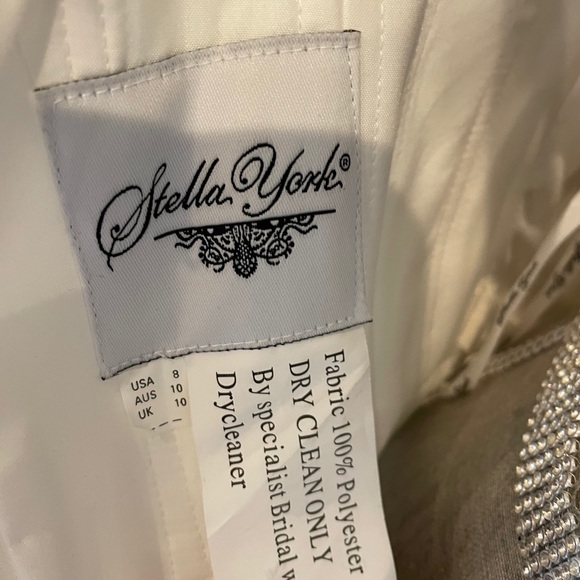 Stella York®
USA 8
AUS 10
UK 10
Fabric 100% Polyester
DRY CLEAN ONLY
By specialist Bridal
Drycleaner